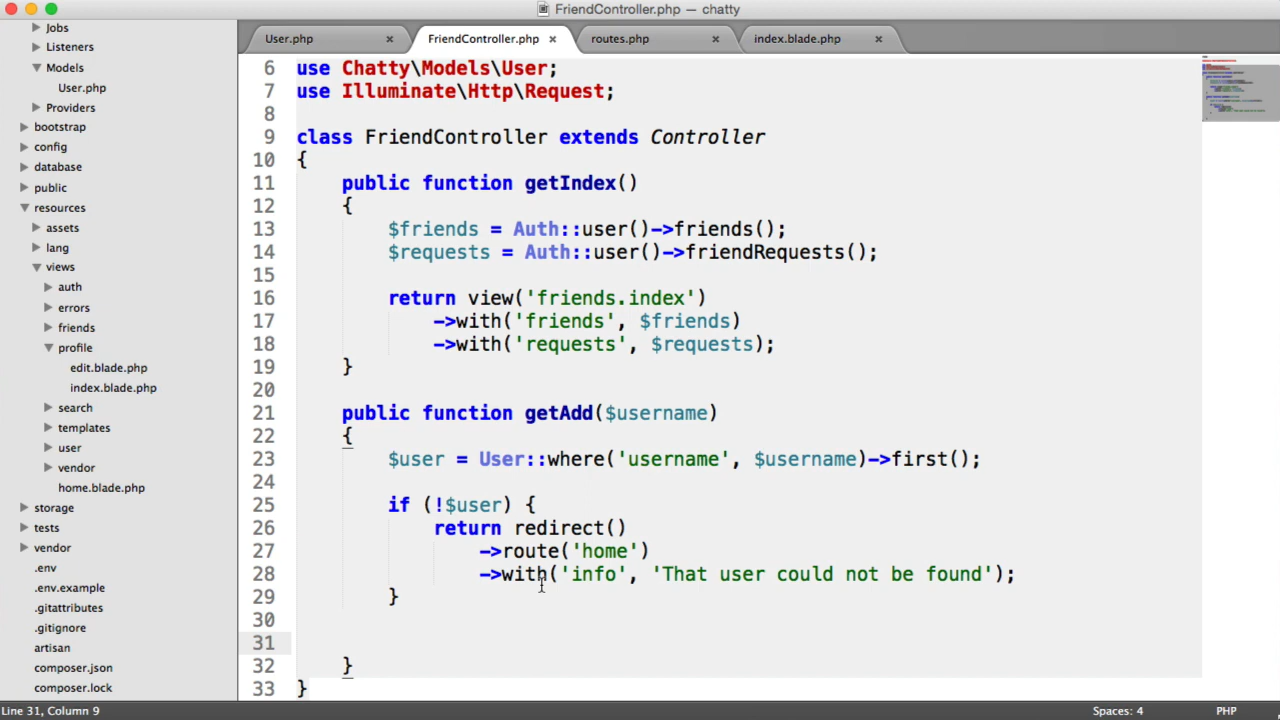 FriendController.php — chatty
Jobs
Listeners
Models
User.php
Providers
bootstrap
config
database
public
resources
assets
lang
views
auth
errors
friends
profile
edit.blade.php
index.blade.php
search
templates
user
vendor
home.blade.php
storage
tests
vendor
.env
.env.example
.gitattributes
.gitignore
artisan
composer.json
composer.lock
User.php × FriendController.php × routes.php × index.blade.php ×
6 use Chatty\Models\User;
7 use Illuminate\Http\Request;
8
9 class FriendController extends Controller
10 {
11     public function getIndex()
12     {
13         $friends = Auth::user()->friends();
14         $requests = Auth::user()->friendRequests();
15
16         return view('friends.index')
17             ->with('friends', $friends)
18             ->with('requests', $requests);
19     }
20
21     public function getAdd($username)
22     {
23         $user = User::where('username', $username)->first();
24
25         if (!$user) {
26             return redirect()
27                 ->route('home')
28                 ->with('info', 'That user could not be found');
29         }
30
31
32     }
33 }
Line 31, Column 9 Spaces: 4 PHP